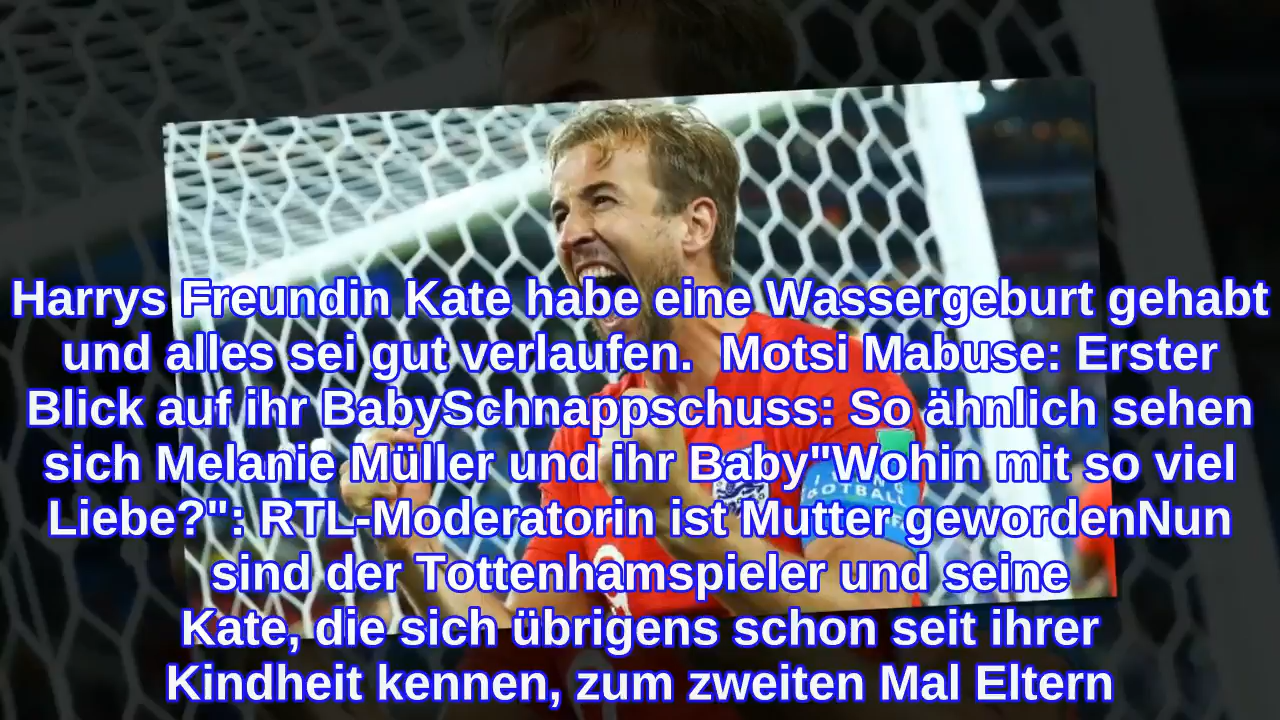 Harrys Freundin Kate habe eine Wassergeburt gehabt
und alles sei gut verlaufen.  Motsi Mabuse: Erster
Blick auf ihr BabySchnappschuss: So ähnlich sehen
sich Melanie Müller und ihr Baby"Wohin mit so viel
Liebe?": RTL-Moderatorin ist Mutter gewordenNun
sind der Tottenhamspieler und seine
Kate, die sich übrigens schon seit ihrer
Kindheit kennen, zum zweiten Mal Eltern